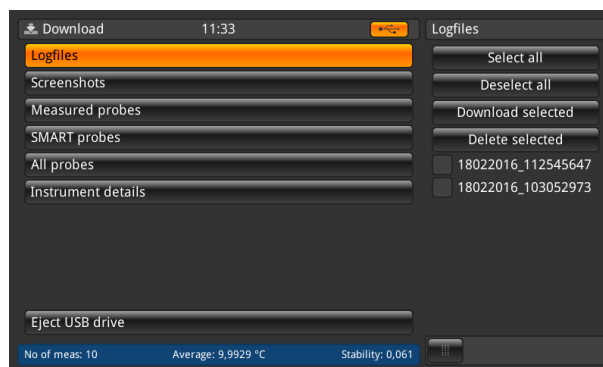 Download 11:33
Logfiles
Screenshots
Measured probes
SMART probes
All probes
Instrument details
Eject USB drive
No of meas: 10 Average: 9,9929 °C Stability: 0,061
Logfiles
Select all
Deselect all
Download selected
Delete selected
18022016_112545647
18022016_103052973